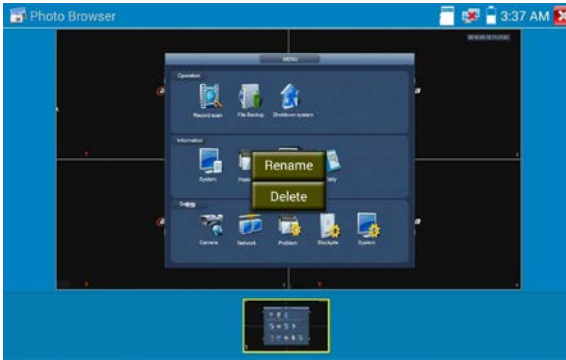 Photo Browser
3:37 AM
MENU
Operation
Record scan
File Backup
Shutdown system
Information
Rename
System
Delete
Setting
Camera
Network
Problem
Stockpile
System